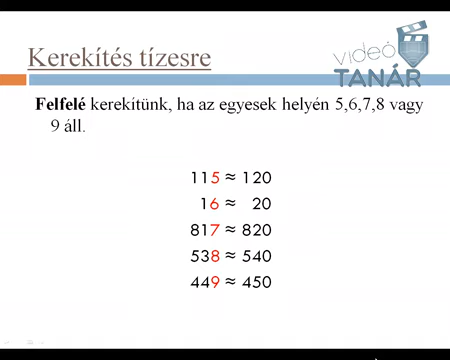 videó
TANÁR
Kerekítés tízesre
Felfelé kerekítünk, ha az egyesek helyén 5,6,7,8 vagy
9 áll.
115 ≈ 120
16 ≈ 20
817 ≈ 820
538 ≈ 540
449 ≈ 450